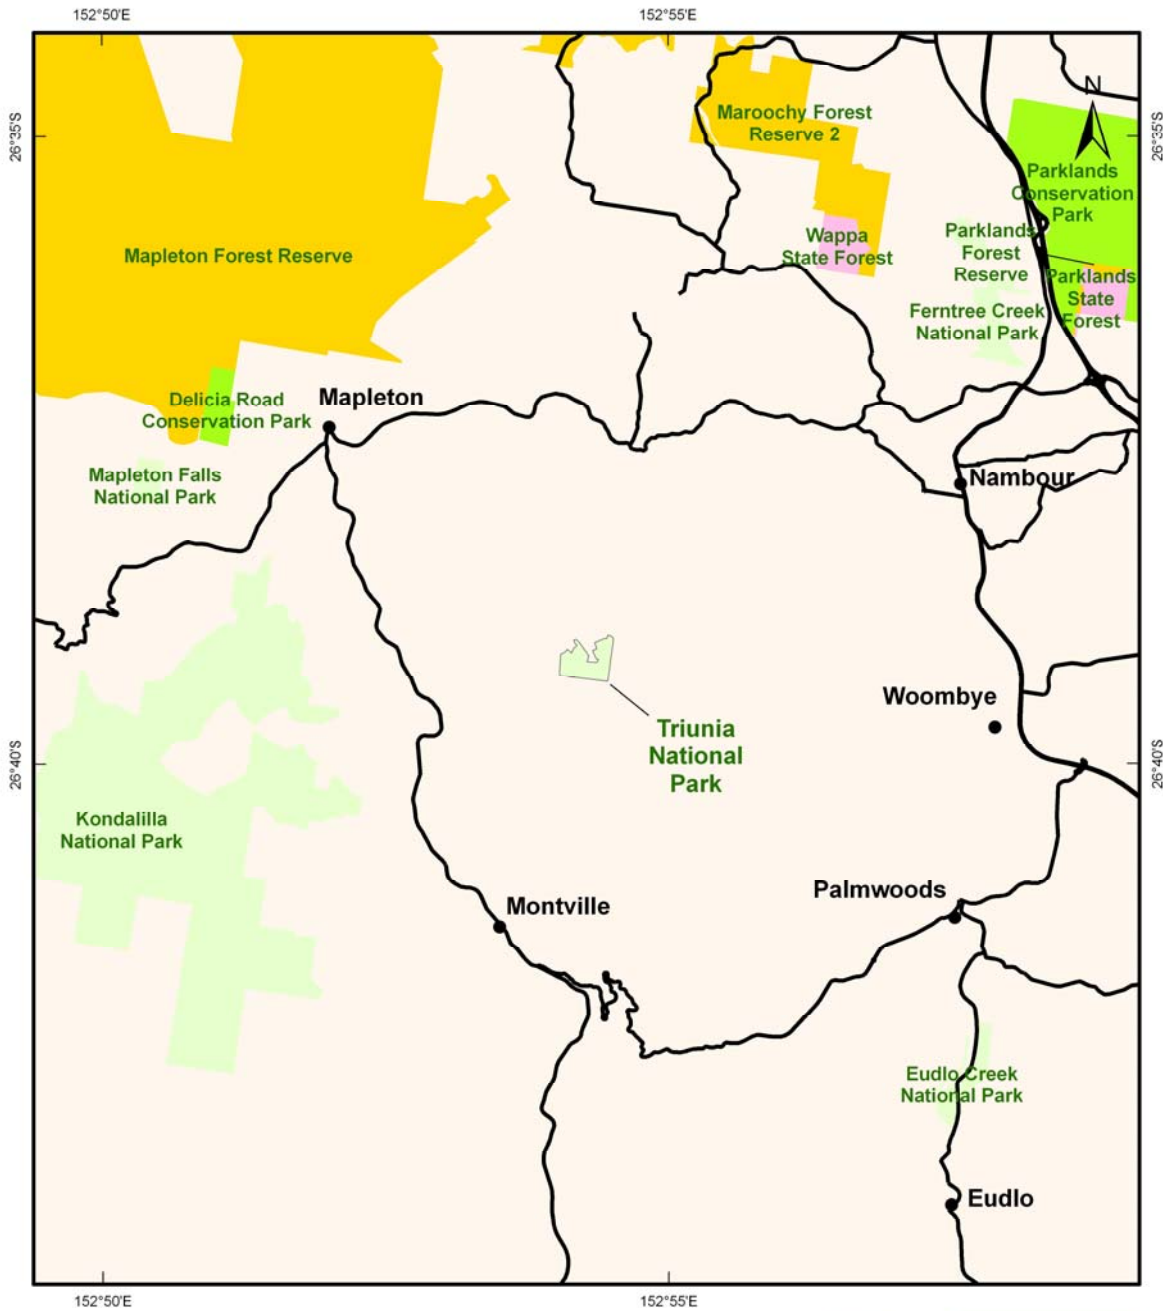 152°50'E
152°55'E
N
26°35'S
26°35'S
Maroochy Forest
Reserve 2
Parklands
Conservation
Park
Parklands
Forest
Reserve
Wappa
State Forest
Mapleton Forest Reserve
Parklands
State
Forest
Ferntree Creek
National Park
Delicia Road
Conservation Park
Mapleton
Mapleton Falls
National Park
Nambour
Woombye
Triunia
National
Park
26°40'S
26°40'S
Kondalilla
National Park
Palmwoods
Montville
Eudlo Creek
National Park
Eudlo
152°50'E
152°55'E